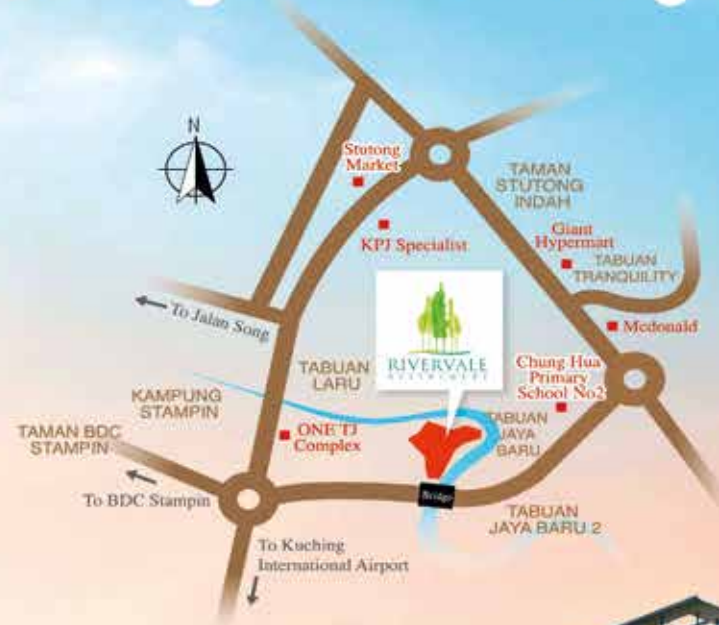 N
Stutong
Market
TAMAN
STUTONG
INDAH
KPJ Specialist
Giant
Hypermart
TABUAN
TRANQUILITY
To Jalan Song
Mcdonald
RIVERVALE
TABUAN
LARU
Chung Hua
Primary
School No2
KAMPUNG
STAMPIN
TABUAN
JAYA
BARU
TAMAN BDC
STAMPIN
ONE TJ
Complex
To BDC Stampin
Bridge
TABUAN
JAYA BARU 2
To Kuching
International Airport